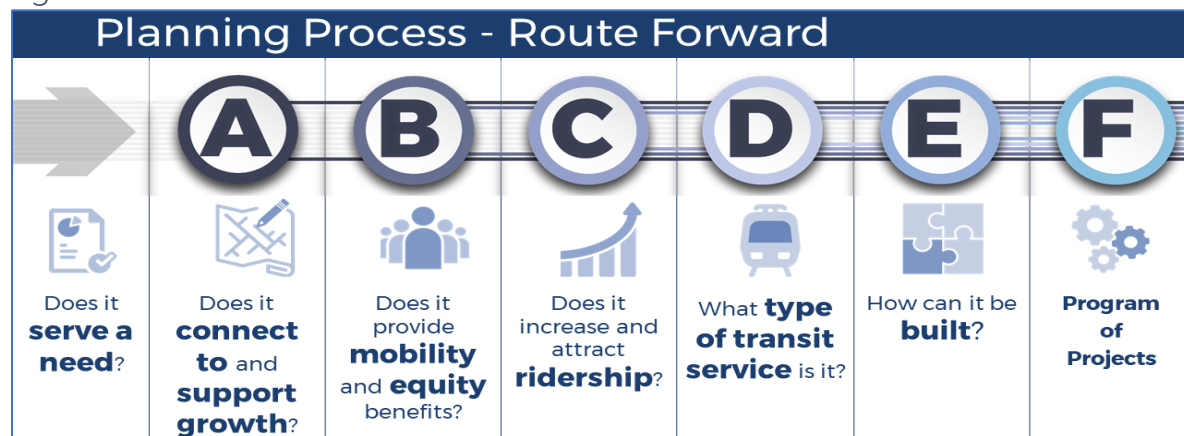 Planning Process - Route Forward
A
B
C
D
E
F
Does it
serve a
need?
Does it
connect
to and
support
growth?
Does it
provide
mobility
and equity
benefits?
Does it
increase and
attract
ridership?
What type
of transit
service is it?
How can it be
built?
Program
of
Projects